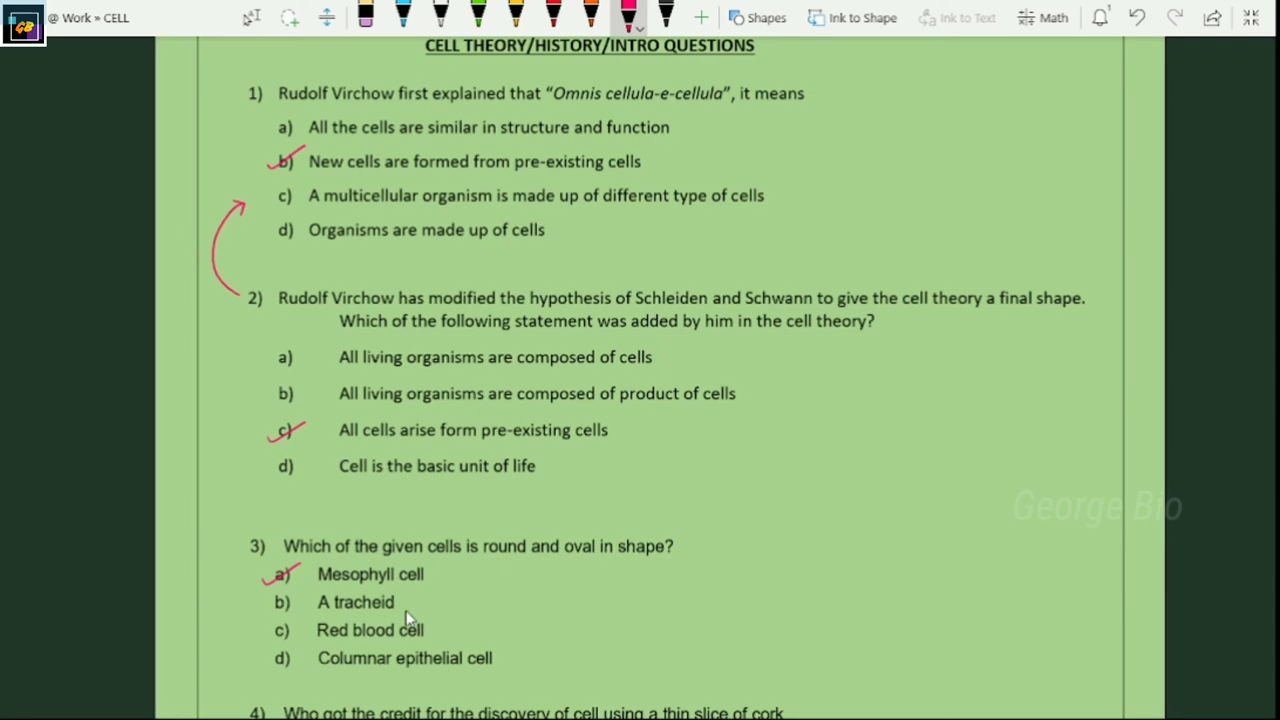 GB
@ Work » CELL
Shapes
Ink to Shape
Ink to Text
Math
CELL THEORY/HISTORY/INTRO QUESTIONS
1) Rudolf Virchow first explained that “Omnis cellula-e-cellula”, it means
a) All the cells are similar in structure and function
b) New cells are formed from pre-existing cells
c) A multicellular organism is made up of different type of cells
d) Organisms are made up of cells
2) Rudolf Virchow has modified the hypothesis of Schleiden and Schwann to give the cell theory a final shape.
Which of the following statement was added by him in the cell theory?
a) All living organisms are composed of cells
b) All living organisms are composed of product of cells
c) All cells arise form pre-existing cells
d) Cell is the basic unit of life
George Bio
3) Which of the given cells is round and oval in shape?
a) Mesophyll cell
b) A tracheid
c) Red blood cell
d) Columnar epithelial cell
4) Who got the credit for the discovery of cell using a thin slice of cork